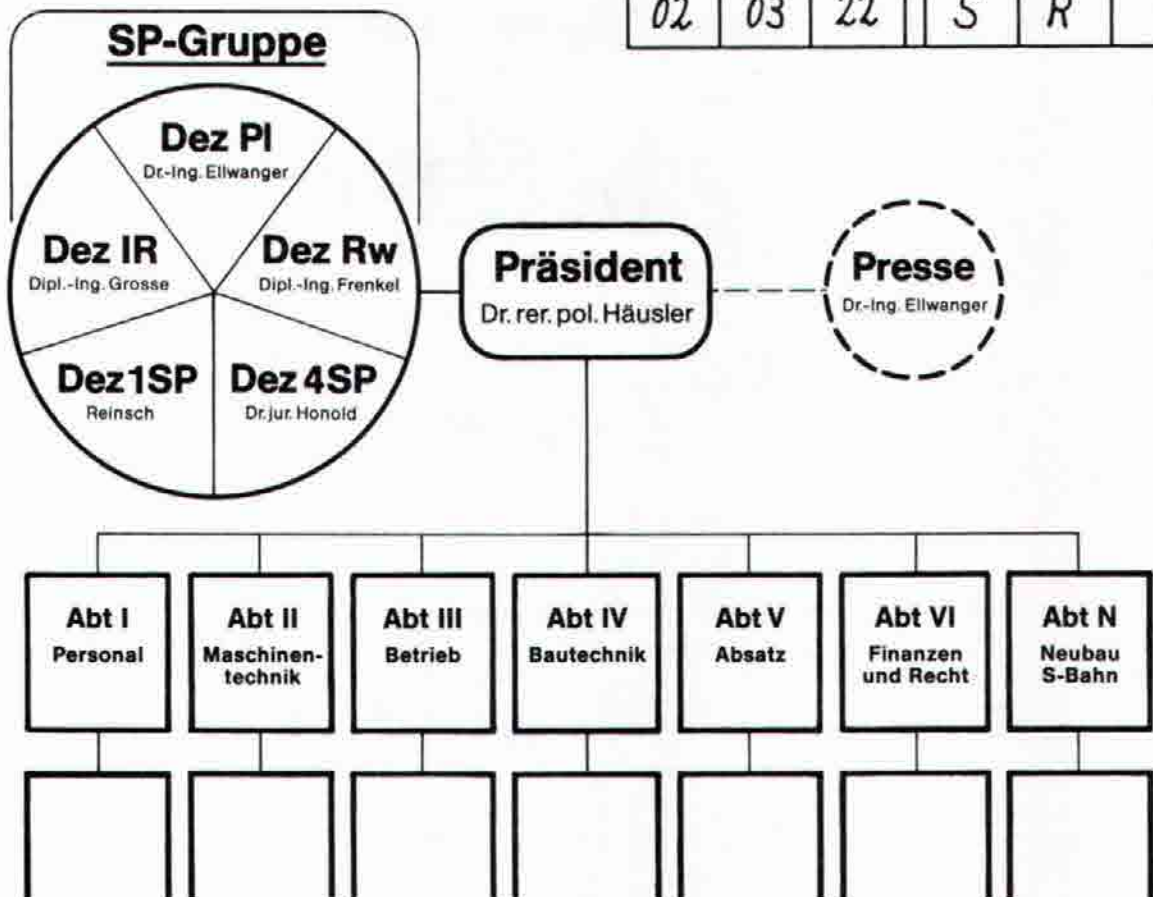 02 03 22 S R
SP-Gruppe
Dez Pl
Dr.-Ing. Ellwanger
Dez IR
Dipl.-Ing. Grosse
Dez Rw
Dipl.-Ing. Frenkel
Dez 1SP
Reinsch
Dez 4SP
Dr. jur. Honold
Präsident
Dr. rer. pol. Häusler
Presse
Dr.-Ing. Ellwanger
Abt I
Personal
Abt II
Maschinen-
technik
Abt III
Betrieb
Abt IV
Bautechnik
Abt V
Absatz
Abt VI
Finanzen
und Recht
Abt N
Neubau
S-Bahn